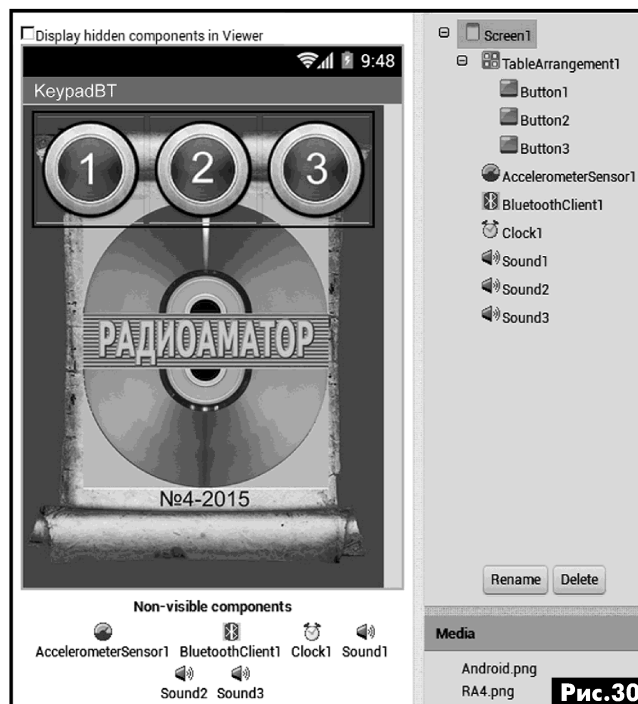 Display hidden components in Viewer
9:48
KeypadBT
1 2 3
РАДИОАМАТОР
№4-2015
Non-visible components
AccelerometerSensor1 BluetoothClient1 Clock1 Sound1
Sound2 Sound3
Screen1
TableArrangement1
Button1
Button2
Button3
AccelerometerSensor1
BluetoothClient1
Clock1
Sound1
Sound2
Sound3
Rename Delete
Media
Android.png
RA4.png
Рис.30